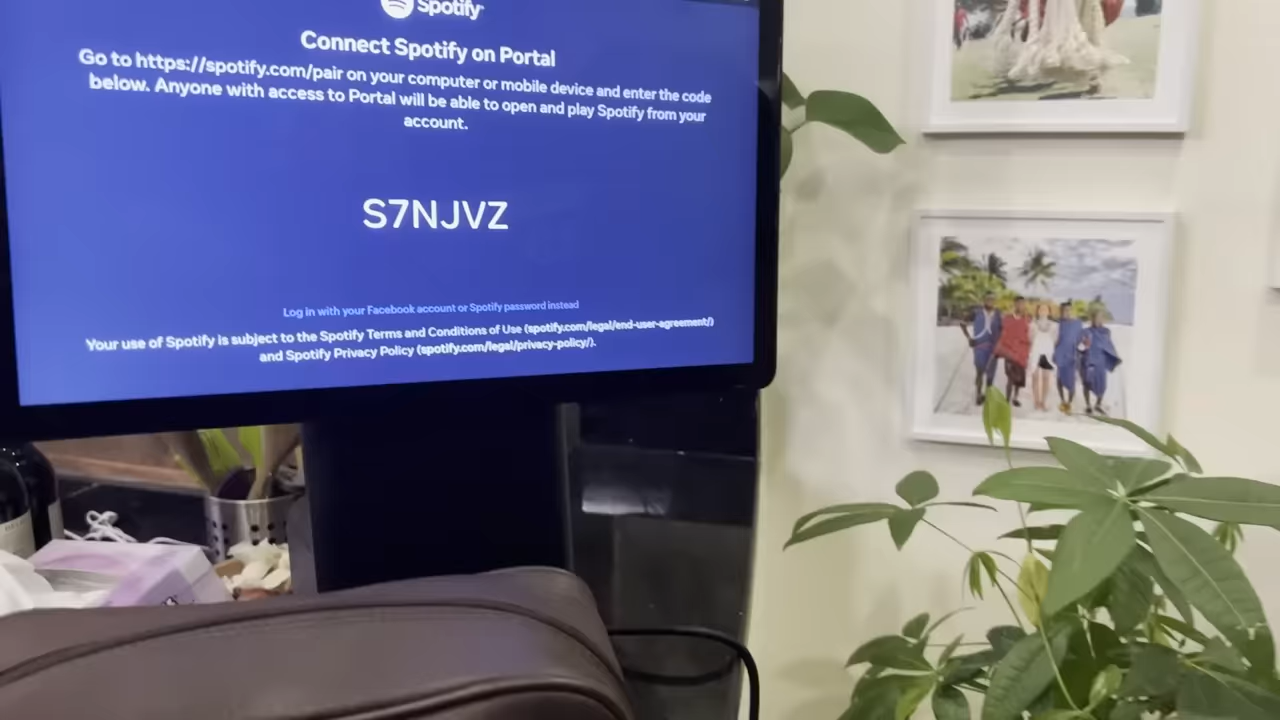 Spotify
Connect Spotify on Portal
Go to https://spotify.com/pair on your computer or mobile device and enter the code
below. Anyone with access to Portal will be able to open and play Spotify from your
account.
S7NJVZ
Log in with your Facebook account or Spotify password instead
Your use of Spotify is subject to the Spotify Terms and Conditions of Use (spotify.com/legal/end-user-agreement/)
and Spotify Privacy Policy (spotify.com/legal/privacy-policy/).